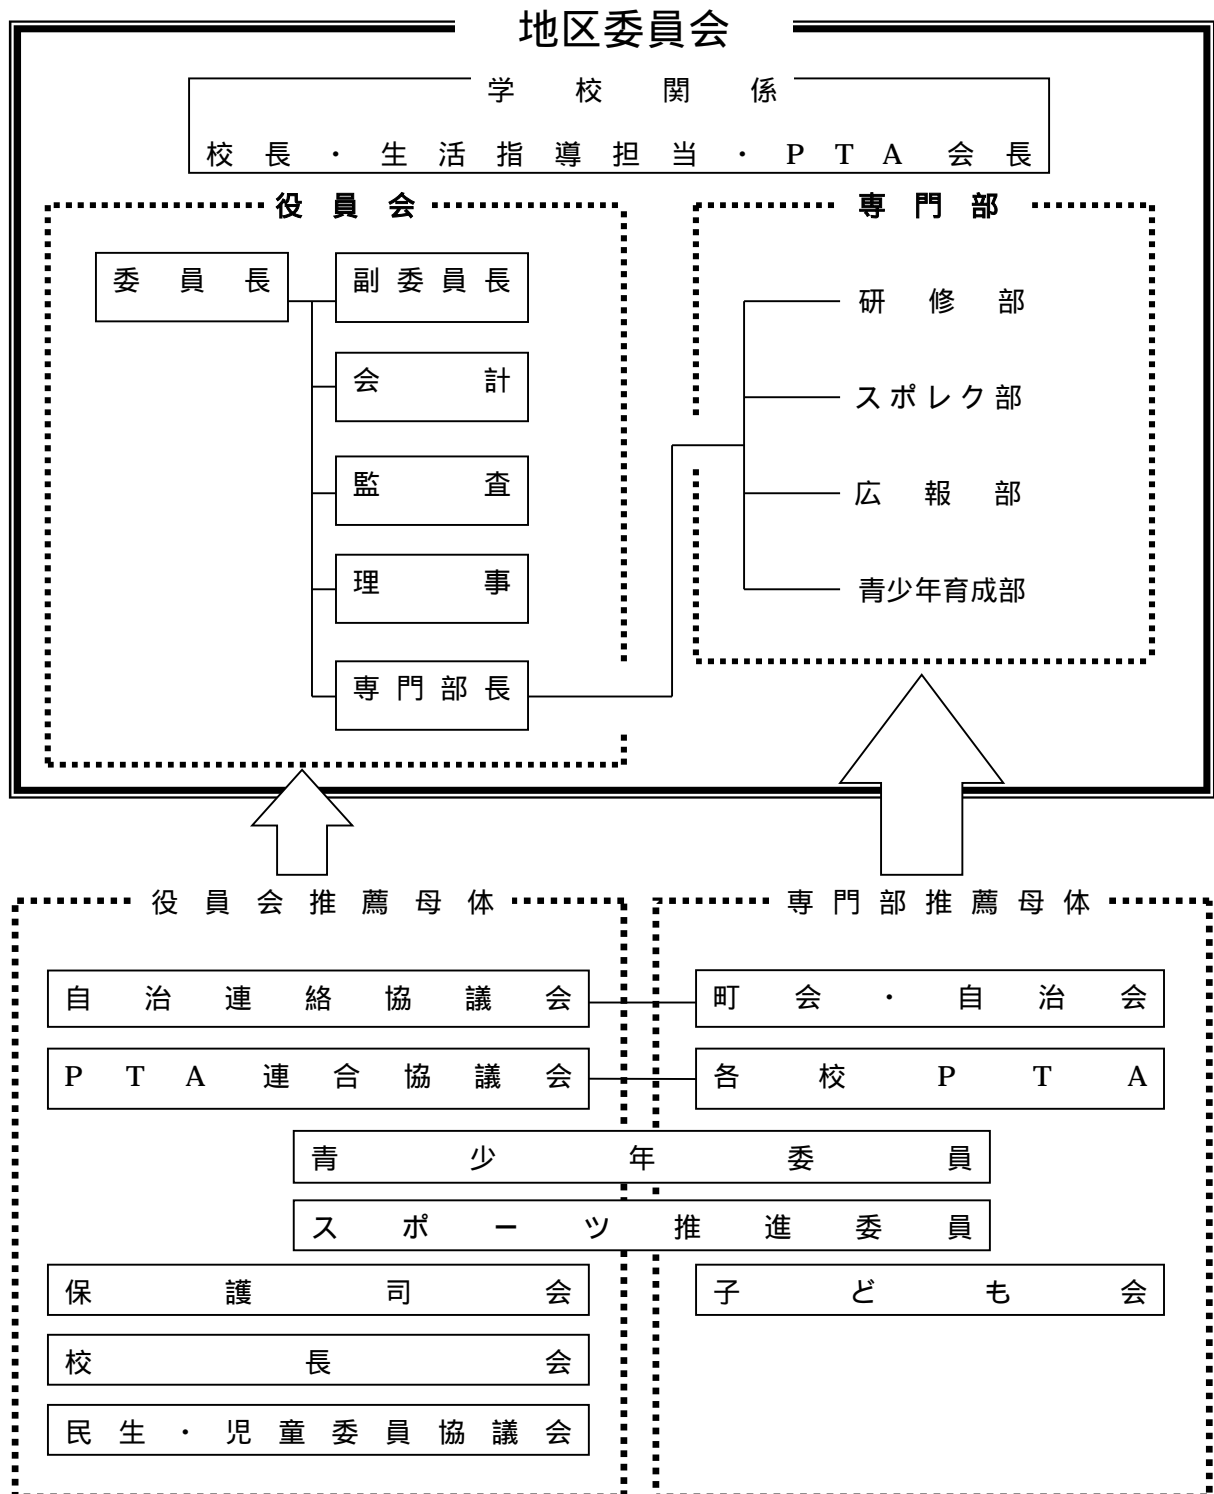 地区委員会
学校関係
校長・生活指導担当・PTA会長
役員会
委員長
副委員長
会計
監査
理事
専門部長
専門部
研修部
スポレク部
広報部
青少年育成部
役員会推薦母体
専門部推薦母体
自治連絡協議会
町会・自治会
PTA連合協議会
各校PTA
青少年委員
スポーツ推進委員
保護司会
子ども会
校長会
民生・児童委員協議会